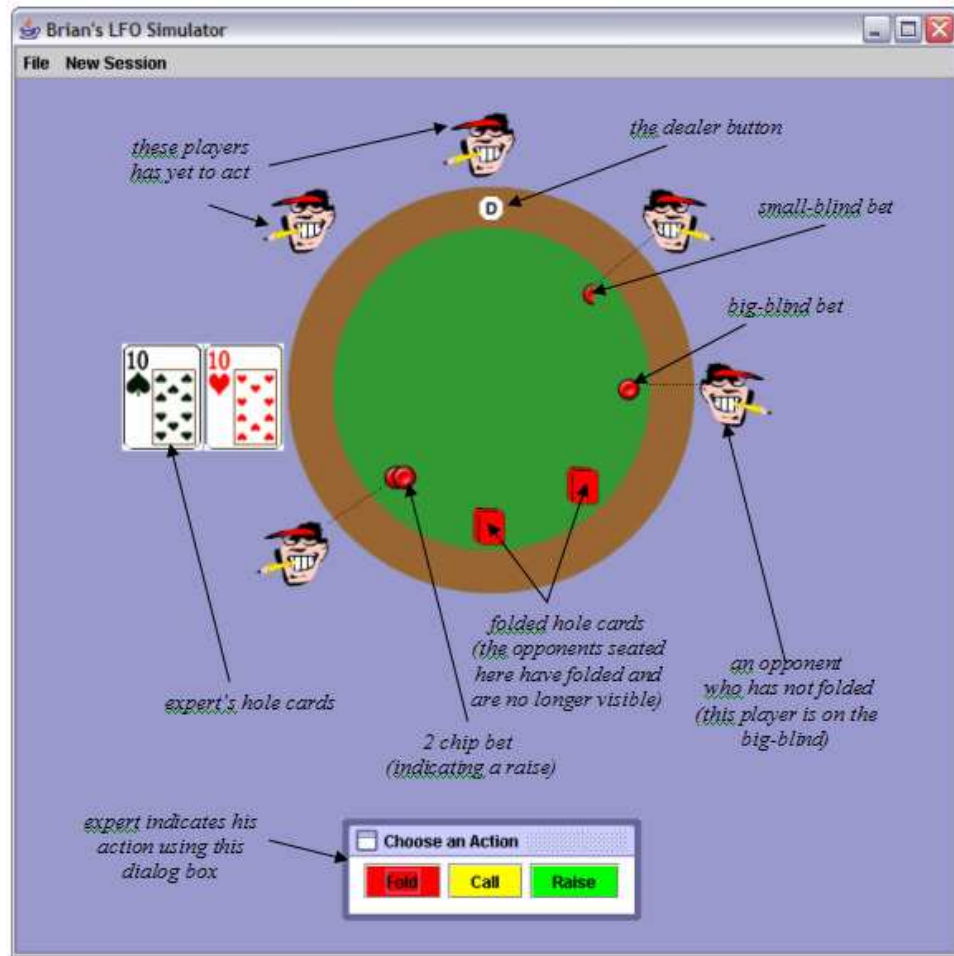 Brian's LFO Simulator
File New Session
these players
has yet to act
the dealer button
small-blind bet
big-blind bet
D
10 10
expert's hole cards
folded hole cards
(the opponents seated
here have folded and
are no longer visible)
2 chip bet
(indicating a raise)
an opponent
who has not folded
(this player is on the
big-blind)
expert indicates his
action using this
dialog box
Choose an Action
Fold Call Raise